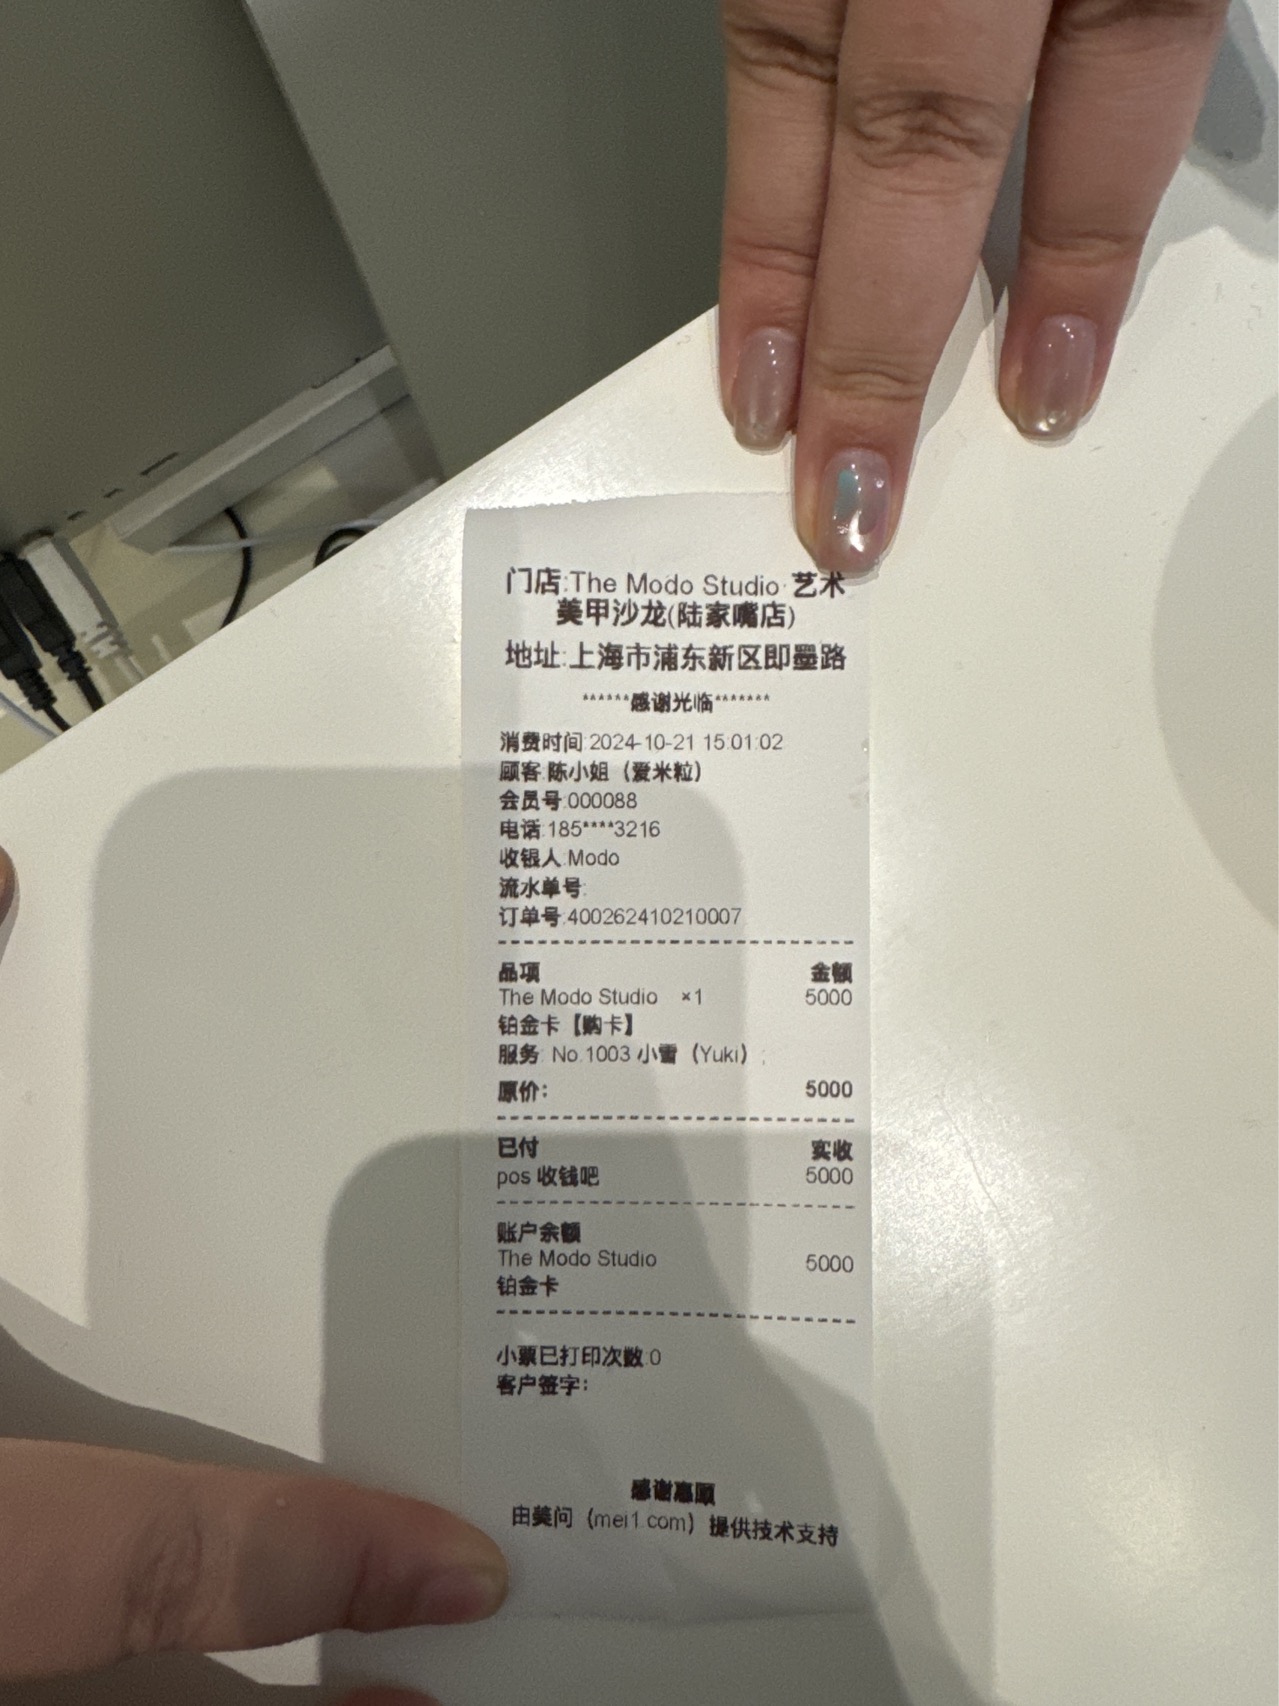 门店:The Modo Studio·艺术
美甲沙龙(陆家嘴店)
地址:上海市浦东新区即墨路
******感谢光临*******
消费时间:2024-10-21 15:01:02
顾客:陈小姐（爱米粒）
会员号:000088
电话:185****3216
收银人:Modo
流水单号:
订单号:400262410210007
品项 金额
The Modo Studio ×1 5000
铂金卡【购卡】
服务: No.1003 小雷（Yuki）;
原价： 5000
已付 实收
pos 收钱吧 5000
账户余额
The Modo Studio 5000
铂金卡
小票已打印次数:0
客户签字：
感谢惠顾
由美问（mei1.com）提供技术支持